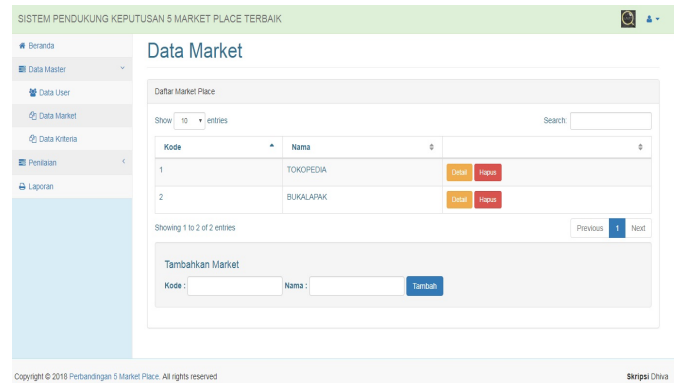 SISTEM PENDUKUNG KEPUTUSAN 5 MARKET PLACE TERBAIK
Beranda
Data Master
Data User
Data Market
Data Kriteria
Penilaian
Laporan
Data Market
Daftar Market Place
Show 10 entries
Search:
Kode Nama
1 TOKOPEDIA Detail Hapus
2 BUKALAPAK Detail Hapus
Showing 1 to 2 of 2 entries
Previous 1 Next
Tambahkan Market
Kode : Nama : Tambah
Copyright © 2018 Perbandingan 5 Market Place. All rights reserved
Skripsi Dhiva